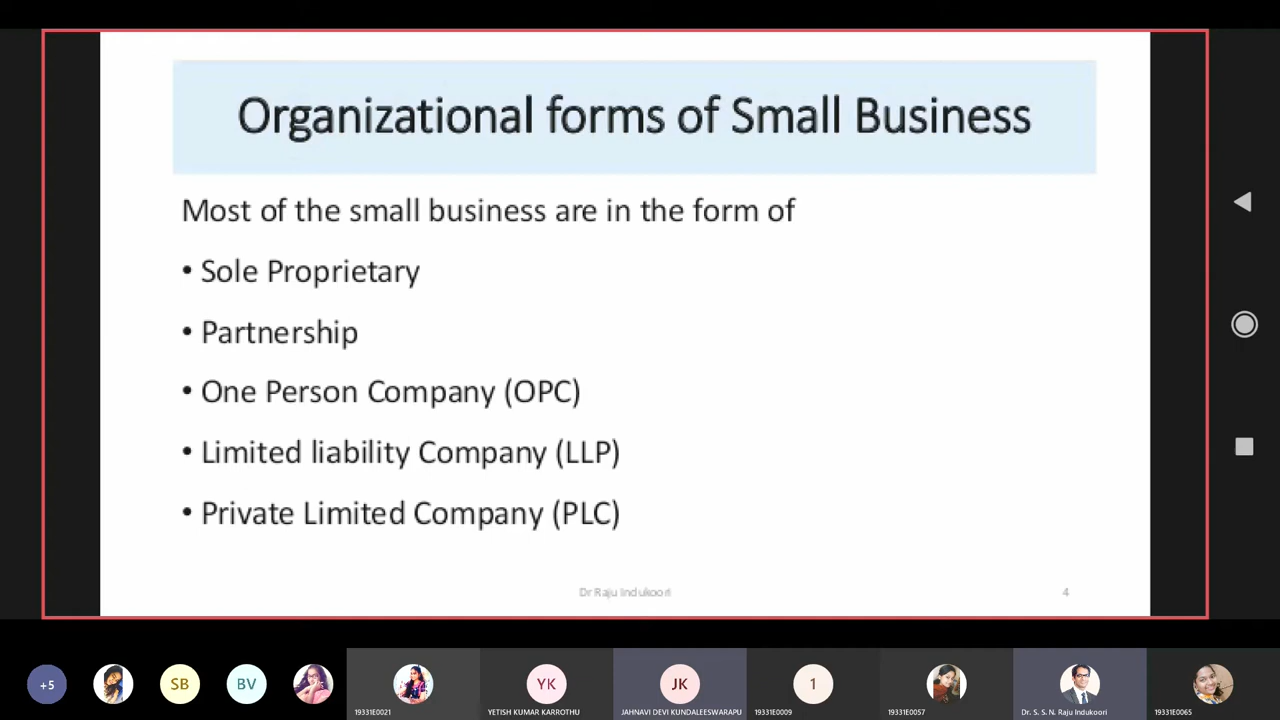 Organizational forms of Small Business
Most of the small business are in the form of
• Sole Proprietary
• Partnership
• One Person Company (OPC)
• Limited liability Company (LLP)
• Private Limited Company (PLC)
Dr Raju Indukoori 4
+5 SB BV YK JK 1
19331E0021 YETISH KUMAR KARROTHU JAHNAVI DEVI KUNDALEESWARAPU 19331E0009 19331E0057 Dr. S. S. N. Raju Indukoori 19331E0065